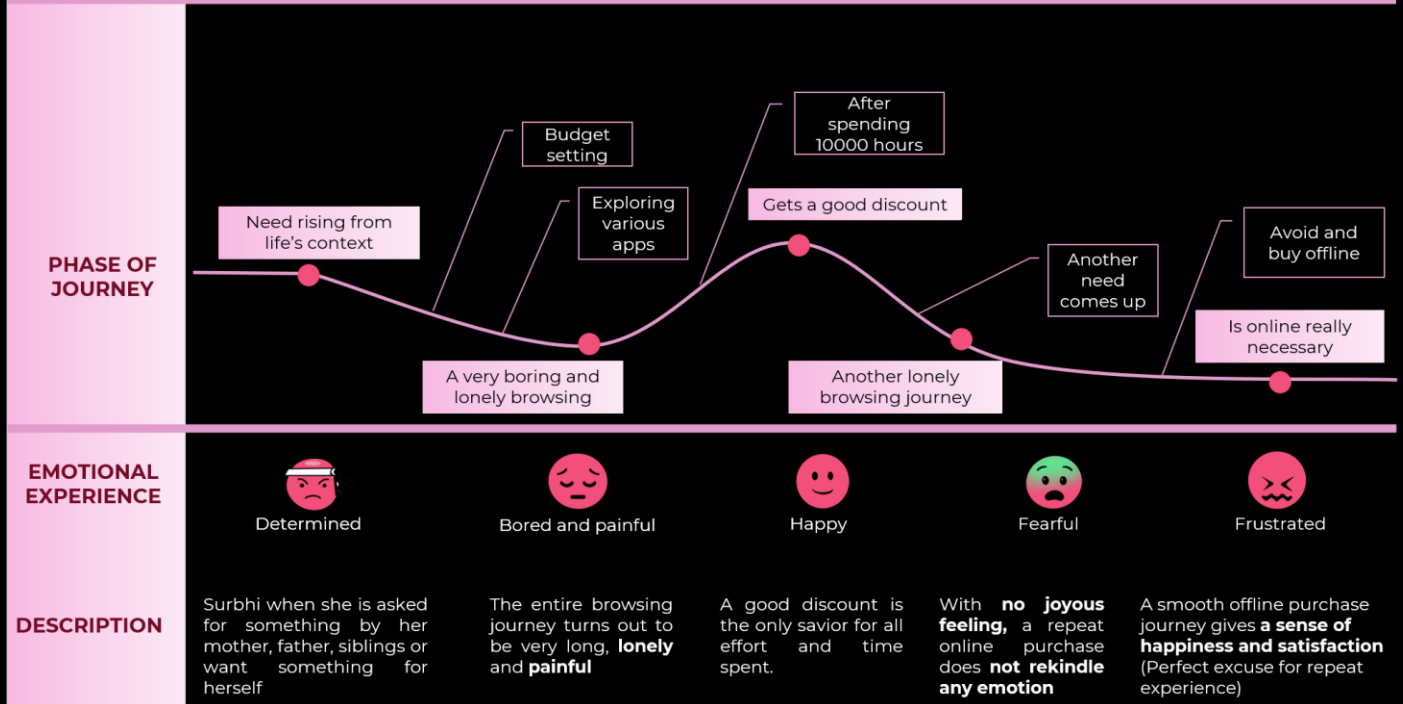 PHASE OF
JOURNEY
Need rising from
life's context
Budget
setting
Exploring
various
apps
A very boring and
lonely browsing
After
spending
10000 hours
Gets a good discount
Another
need
comes up
Another lonely
browsing journey
Avoid and
buy offline
Is online really
necessary
EMOTIONAL
EXPERIENCE
Determined
Bored and painful
Happy
Fearful
Frustrated
DESCRIPTION
Surbhi when she is asked
for something by her
mother, father, siblings or
want something for
herself
The entire browsing
journey turns out to
be very long, lonely
and painful
A good discount is
the only savior for all
effort and time
spent.
With no joyous
feeling, a repeat
online purchase
does not rekindle
any emotion
A smooth offline purchase
journey gives a sense of
happiness and satisfaction
(Perfect excuse for repeat
experience)